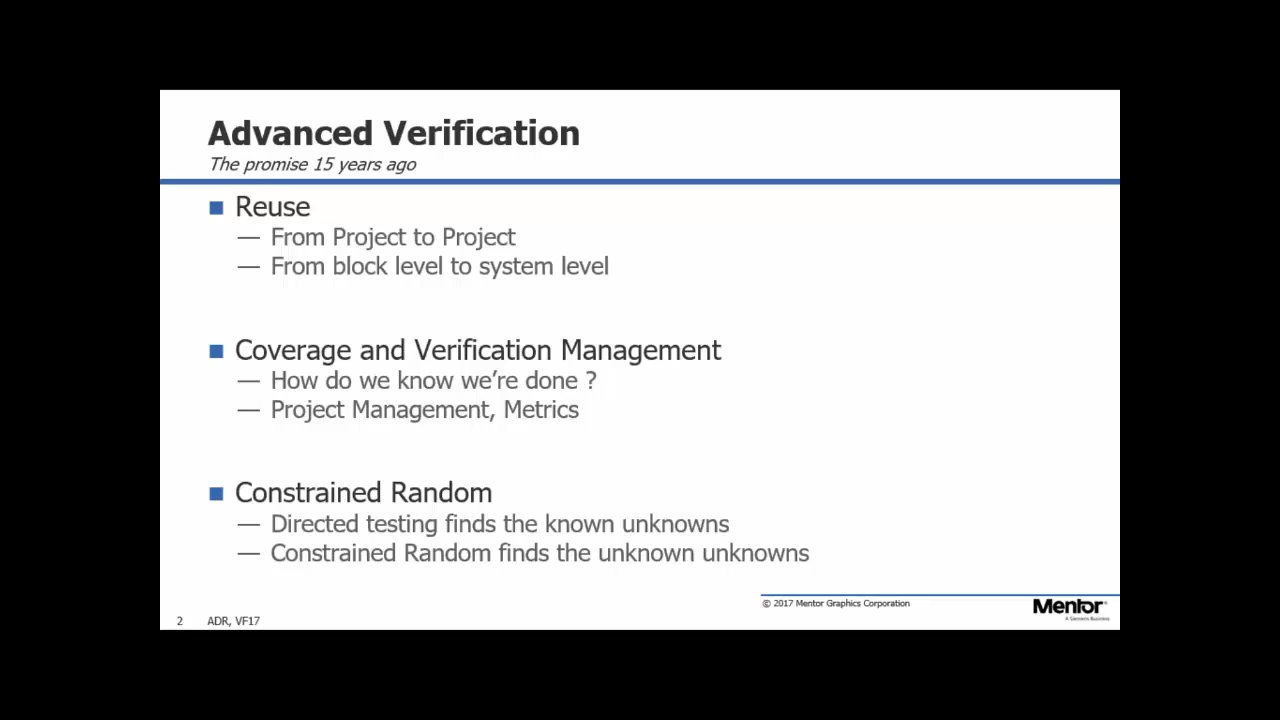 Advanced Verification
The promise 15 years ago
Reuse
— From Project to Project
— From block level to system level
Coverage and Verification Management
— How do we know we're done ?
— Project Management, Metrics
Constrained Random
— Directed testing finds the known unknowns
— Constrained Random finds the unknown unknowns
© 2017 Mentor Graphics Corporation
Mentor®
A Siemens Business
2 ADR, VF17